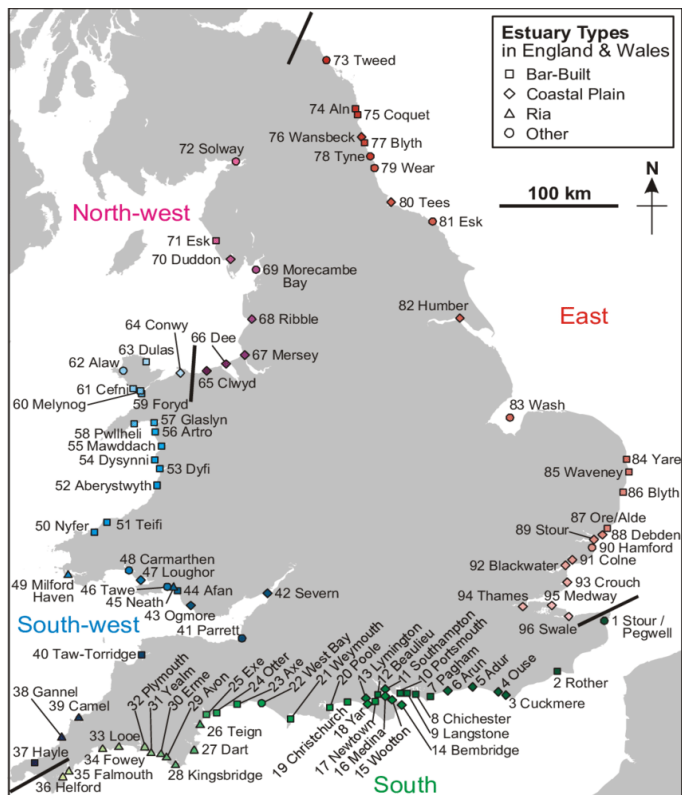 Estuary Types
in England & Wales
Bar-Built
Coastal Plain
Ria
Other
N
100 km
North-west
East
South-west
South
73 Tweed
74 Aln
75 Coquet
76 Wansbeck
77 Blyth
78 Tyne
79 Wear
80 Tees
81 Esk
82 Humber
83 Wash
84 Yare
85 Waveney
86 Blyth
87 Ore/Alde
88 Debden
89 Stour
90 Hamford
91 Colne
92 Blackwater
93 Crouch
94 Thames
95 Medway
96 Swale
72 Solway
71 Esk
70 Duddon
69 Morecambe
Bay
68 Ribble
67 Mersey
66 Dee
65 Clwyd
64 Conwy
63 Dulas
62 Alaw
61 Cefni
60 Melynog
59 Foryd
58 Pwllheli
57 Glaslyn
56 Artro
55 Mawddach
54 Dysynni
53 Dyfi
52 Aberystwyth
51 Teifi
50 Nyfer
49 Milford
Haven
48 Carmarthen
47 Loughor
46 Tawe
45 Neath
44 Afan
43 Ogmore
42 Severn
41 Parrett
40 Taw-Torridge
39 Camel
38 Gannel
37 Hayle
36 Helford
35 Falmouth
34 Fowey
33 Looe
32 Plymouth
31 Yealm
30 Erme
28 Avon
28 Kingsbridge
27 Dart
26 Teign
25 Exe
24 Otter
23 Axe
22 West Bay
21 Weymouth
20 Poole
19 Christchurch
18 Yar
17 Newtown
16 Medina
15 Wootton
14 Bembridge
13 Lymington
12 Beaulieu
11 Southampton
10 Portsmouth
9 Langstone
8 Chichester
7 Pagham
6 Arun
5 Adur
4 Ouse
3 Cuckmere
2 Rother
1 Stour /
Pegwell